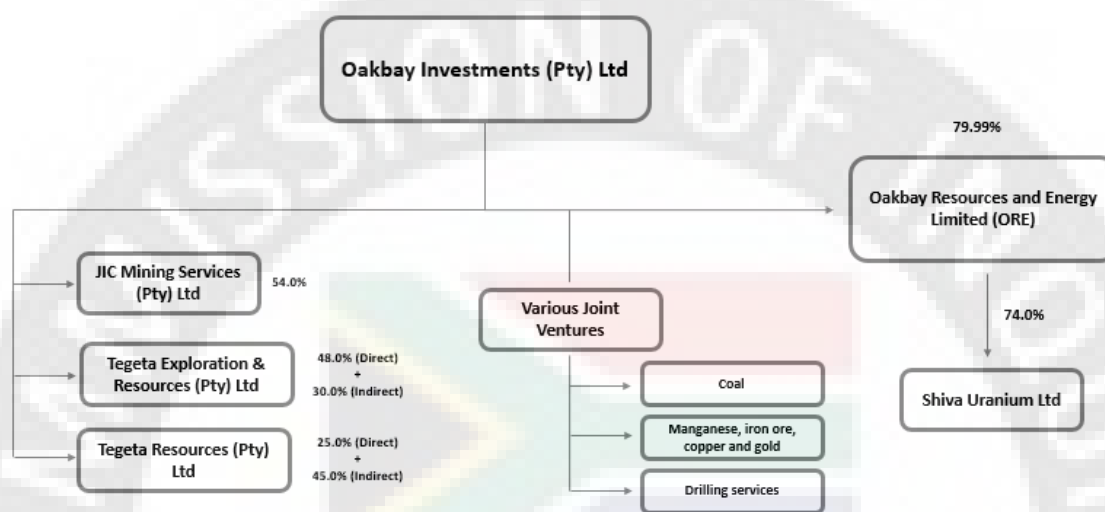 Oakbay Investments (Pty) Ltd
79.99%
Oakbay Resources and Energy
Limited (ORE)
JIC Mining Services
(Pty) Ltd
54.0%
Various Joint
Ventures
74.0%
Tegeta Exploration &
Resources (Pty) Ltd
48.0% (Direct)
+
30.0% (Indirect)
Coal
Shiva Uranium Ltd
Manganese, iron ore,
copper and gold
Tegeta Resources (Pty)
Ltd
25.0% (Direct)
+
45.0% (Indirect)
Drilling services
MISSION OF